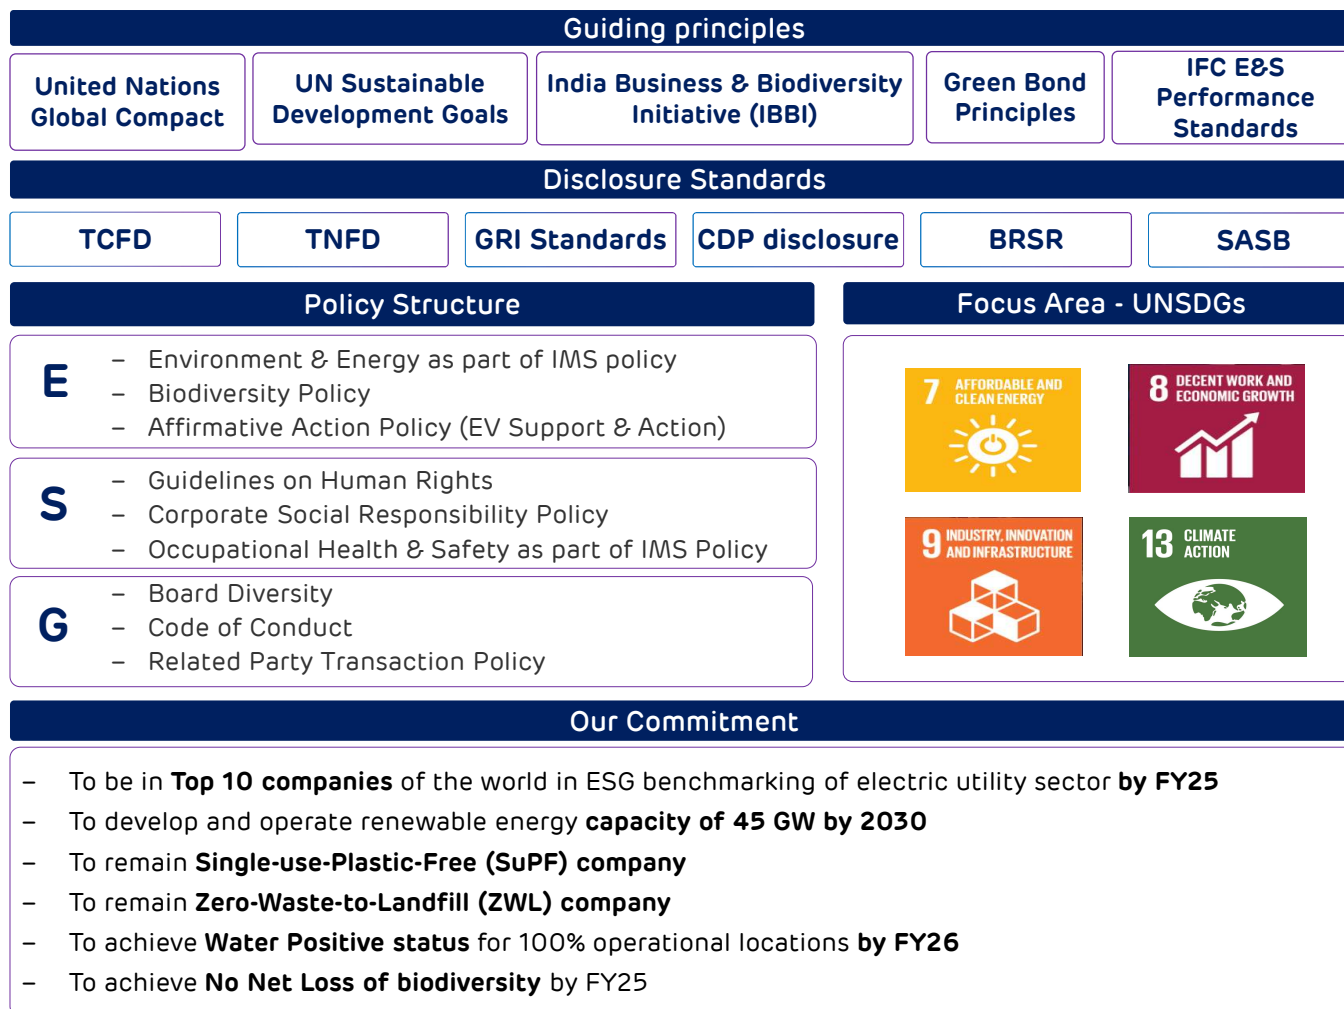 Guiding principles
United Nations
Global Compact
UN Sustainable
Development Goals
India Business & Biodiversity
Initiative (IBBI)
Green Bond
Principles
IFC E&S
Performance
Standards
Disclosure Standards
TCFD
TNFD
GRI Standards
CDP disclosure
BRSR
SASB
Policy Structure
E
– Environment & Energy as part of IMS policy
– Biodiversity Policy
– Affirmative Action Policy (EV Support & Action)
S
– Guidelines on Human Rights
– Corporate Social Responsibility Policy
– Occupational Health & Safety as part of IMS Policy
G
– Board Diversity
– Code of Conduct
– Related Party Transaction Policy
Focus Area - UNSDGs
7 AFFORDABLE AND
CLEAN ENERGY
8 DECENT WORK AND
ECONOMIC GROWTH
9 INDUSTRY, INNOVATION
AND INFRASTRUCTURE
13 CLIMATE
ACTION
Our Commitment
– To be in Top 10 companies of the world in ESG benchmarking of electric utility sector by FY25
– To develop and operate renewable energy capacity of 45 GW by 2030
– To remain Single-use-Plastic-Free (SuPF) company
– To remain Zero-Waste-to-Landfill (ZWL) company
– To achieve Water Positive status for 100% operational locations by FY26
– To achieve No Net Loss of biodiversity by FY25